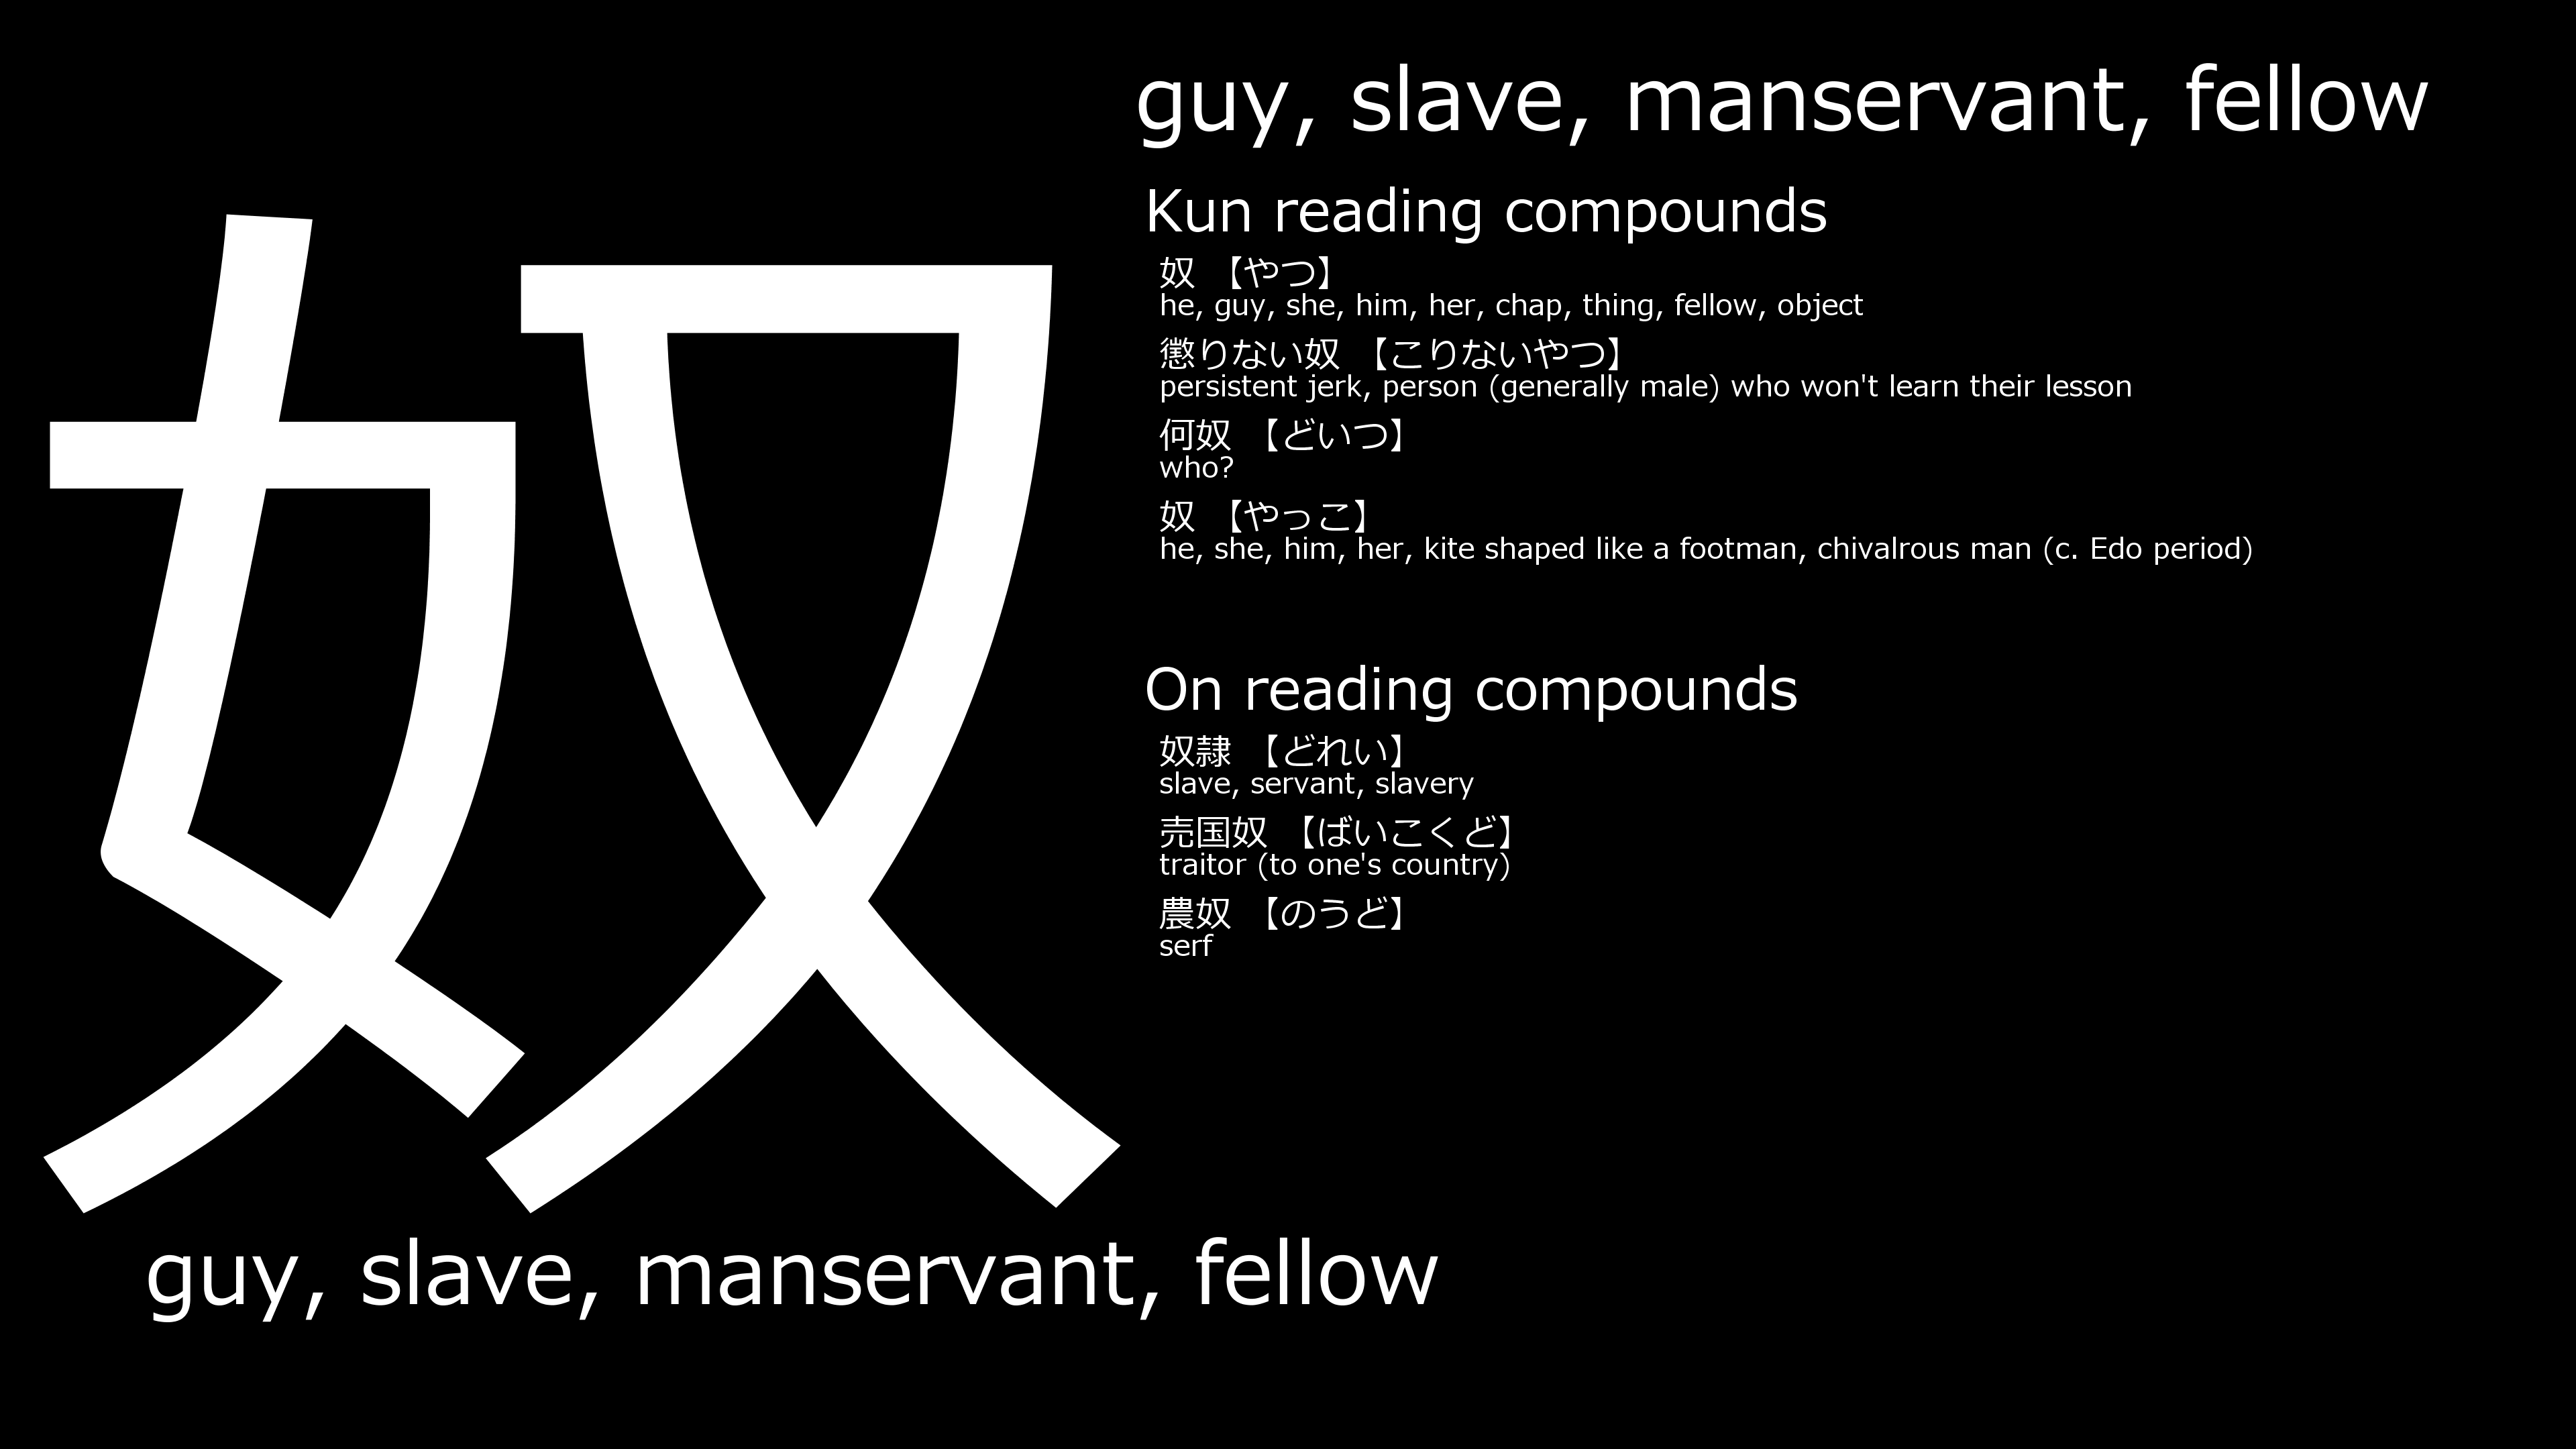 奴
guy, slave, manservant, fellow
guy, slave, manservant, fellow
Kun reading compounds
奴 【やつ】
he, guy, she, him, her, chap, thing, fellow, object
懲りない奴 【こりないやつ】
persistent jerk, person (generally male) who won't learn their lesson
何奴 【どいつ】
who?
奴 【やっこ】
he, she, him, her, kite shaped like a footman, chivalrous man (c. Edo period)
On reading compounds
奴隷 【どれい】
slave, servant, slavery
売国奴 【ばいこくど】
traitor (to one's country)
農奴 【のうど】
serf